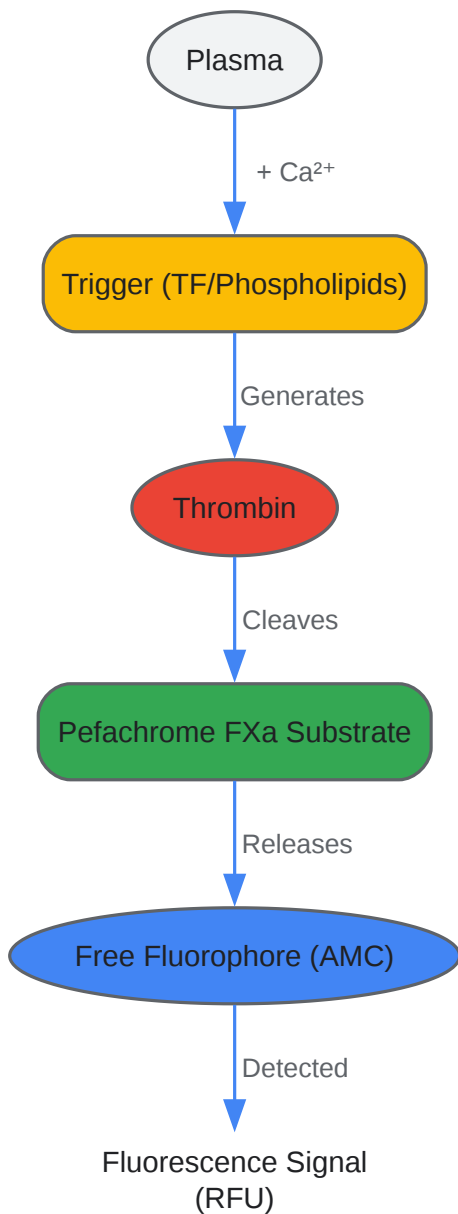 Plasma
+ Ca²⁺
Trigger (TF/Phospholipids)
Generates
Thrombin
Cleaves
Pefachrome FXa Substrate
Releases
Free Fluorophore (AMC)
Detected
Fluorescence Signal
(RFU)